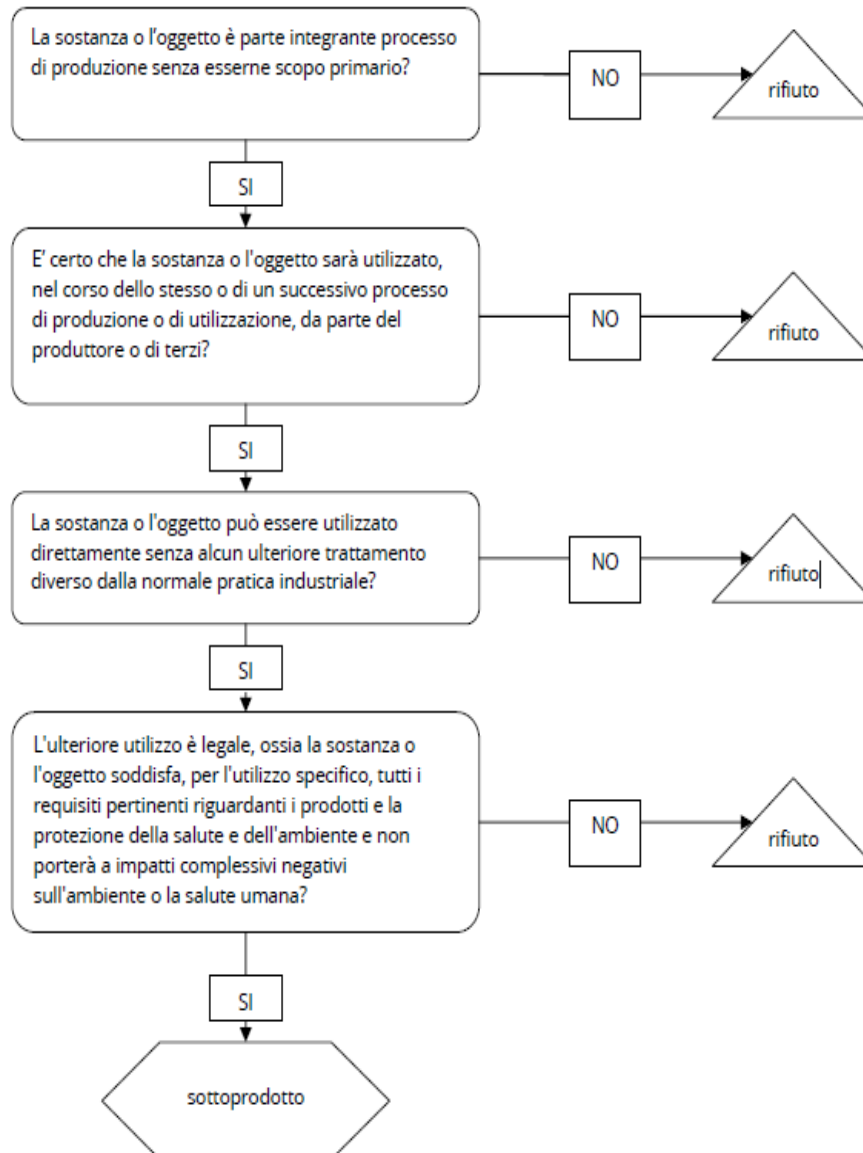 La sostanza o l'oggetto è parte integrante processo
di produzione senza esserne scopo primario?
NO
rifiuto
SI
E' certo che la sostanza o l'oggetto sarà utilizzato,
nel corso dello stesso o di un successivo processo
di produzione o di utilizzazione, da parte del
produttore o di terzi?
NO
rifiuto
SI
La sostanza o l'oggetto può essere utilizzato
direttamente senza alcun ulteriore trattamento
diverso dalla normale pratica industriale?
NO
rifiuto
SI
L'ulteriore utilizzo è legale, ossia la sostanza o
l'oggetto soddisfa, per l'utilizzo specifico, tutti i
requisiti pertinenti riguardanti i prodotti e la
protezione della salute e dell'ambiente e non
porterà a impatti complessivi negativi
sull'ambiente o la salute umana?
NO
rifiuto
SI
sottoprodotto